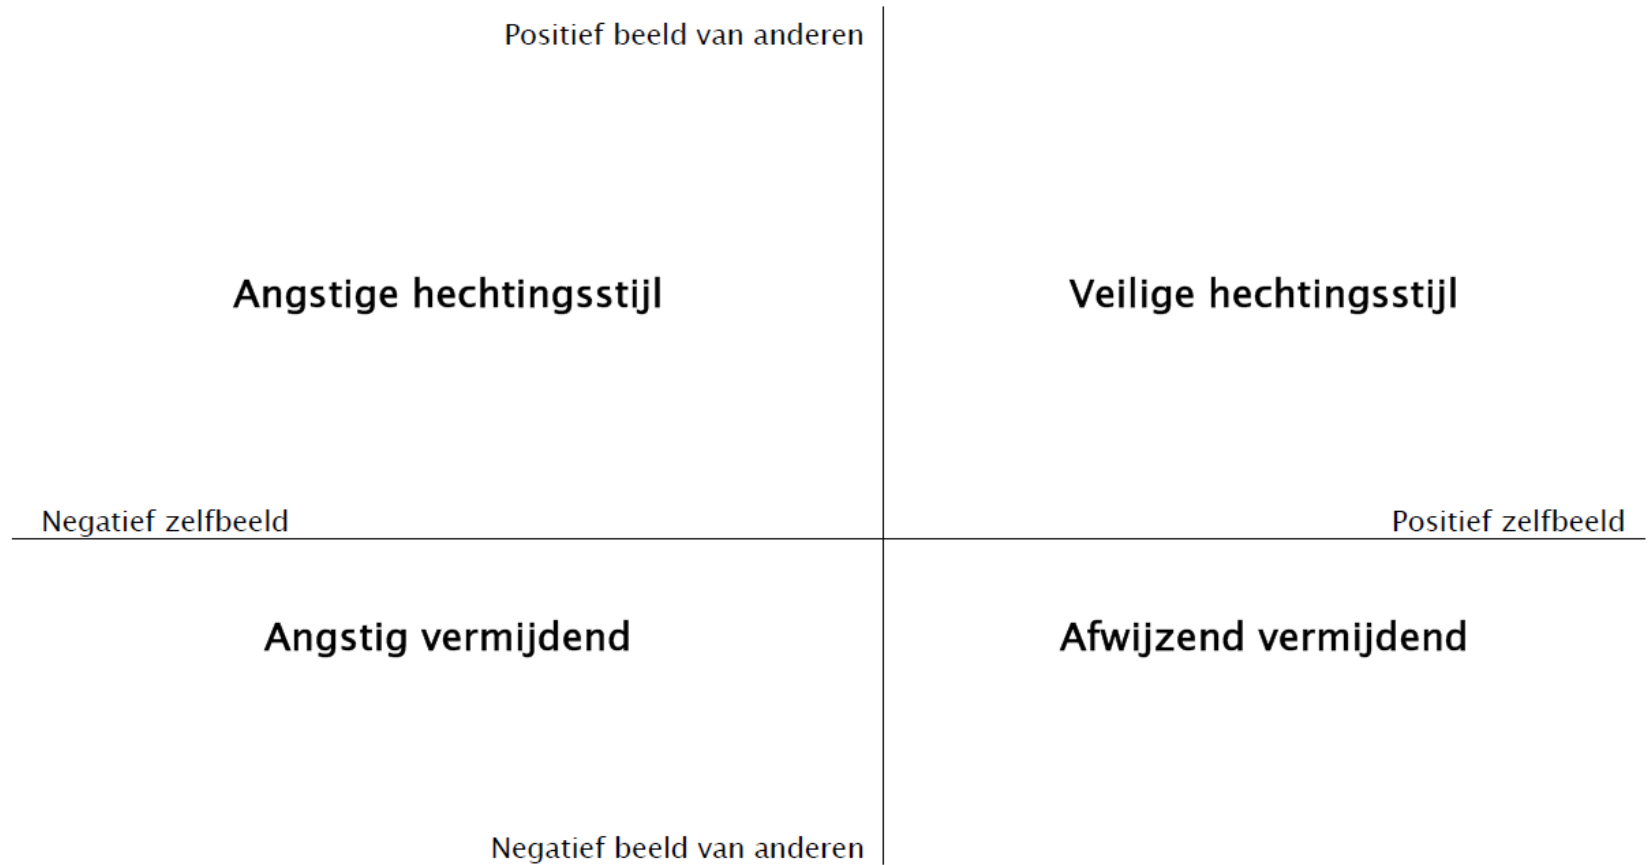 Positief beeld van anderen
Angstige hechtingsstijl
Veilige hechtingsstijl
Negatief zelfbeeld
Positief zelfbeeld
Angstig vermijdend
Afwijzend vermijdend
Negatief beeld van anderen